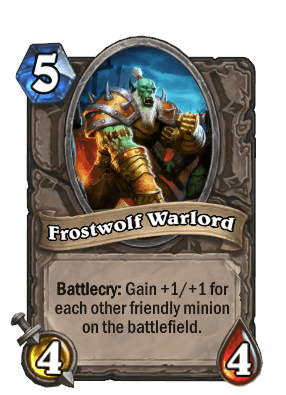 5
Frostwolf Warlord
Battlecry: Gain +1/+1 for
each other friendly minion
on the battlefield.
4
4